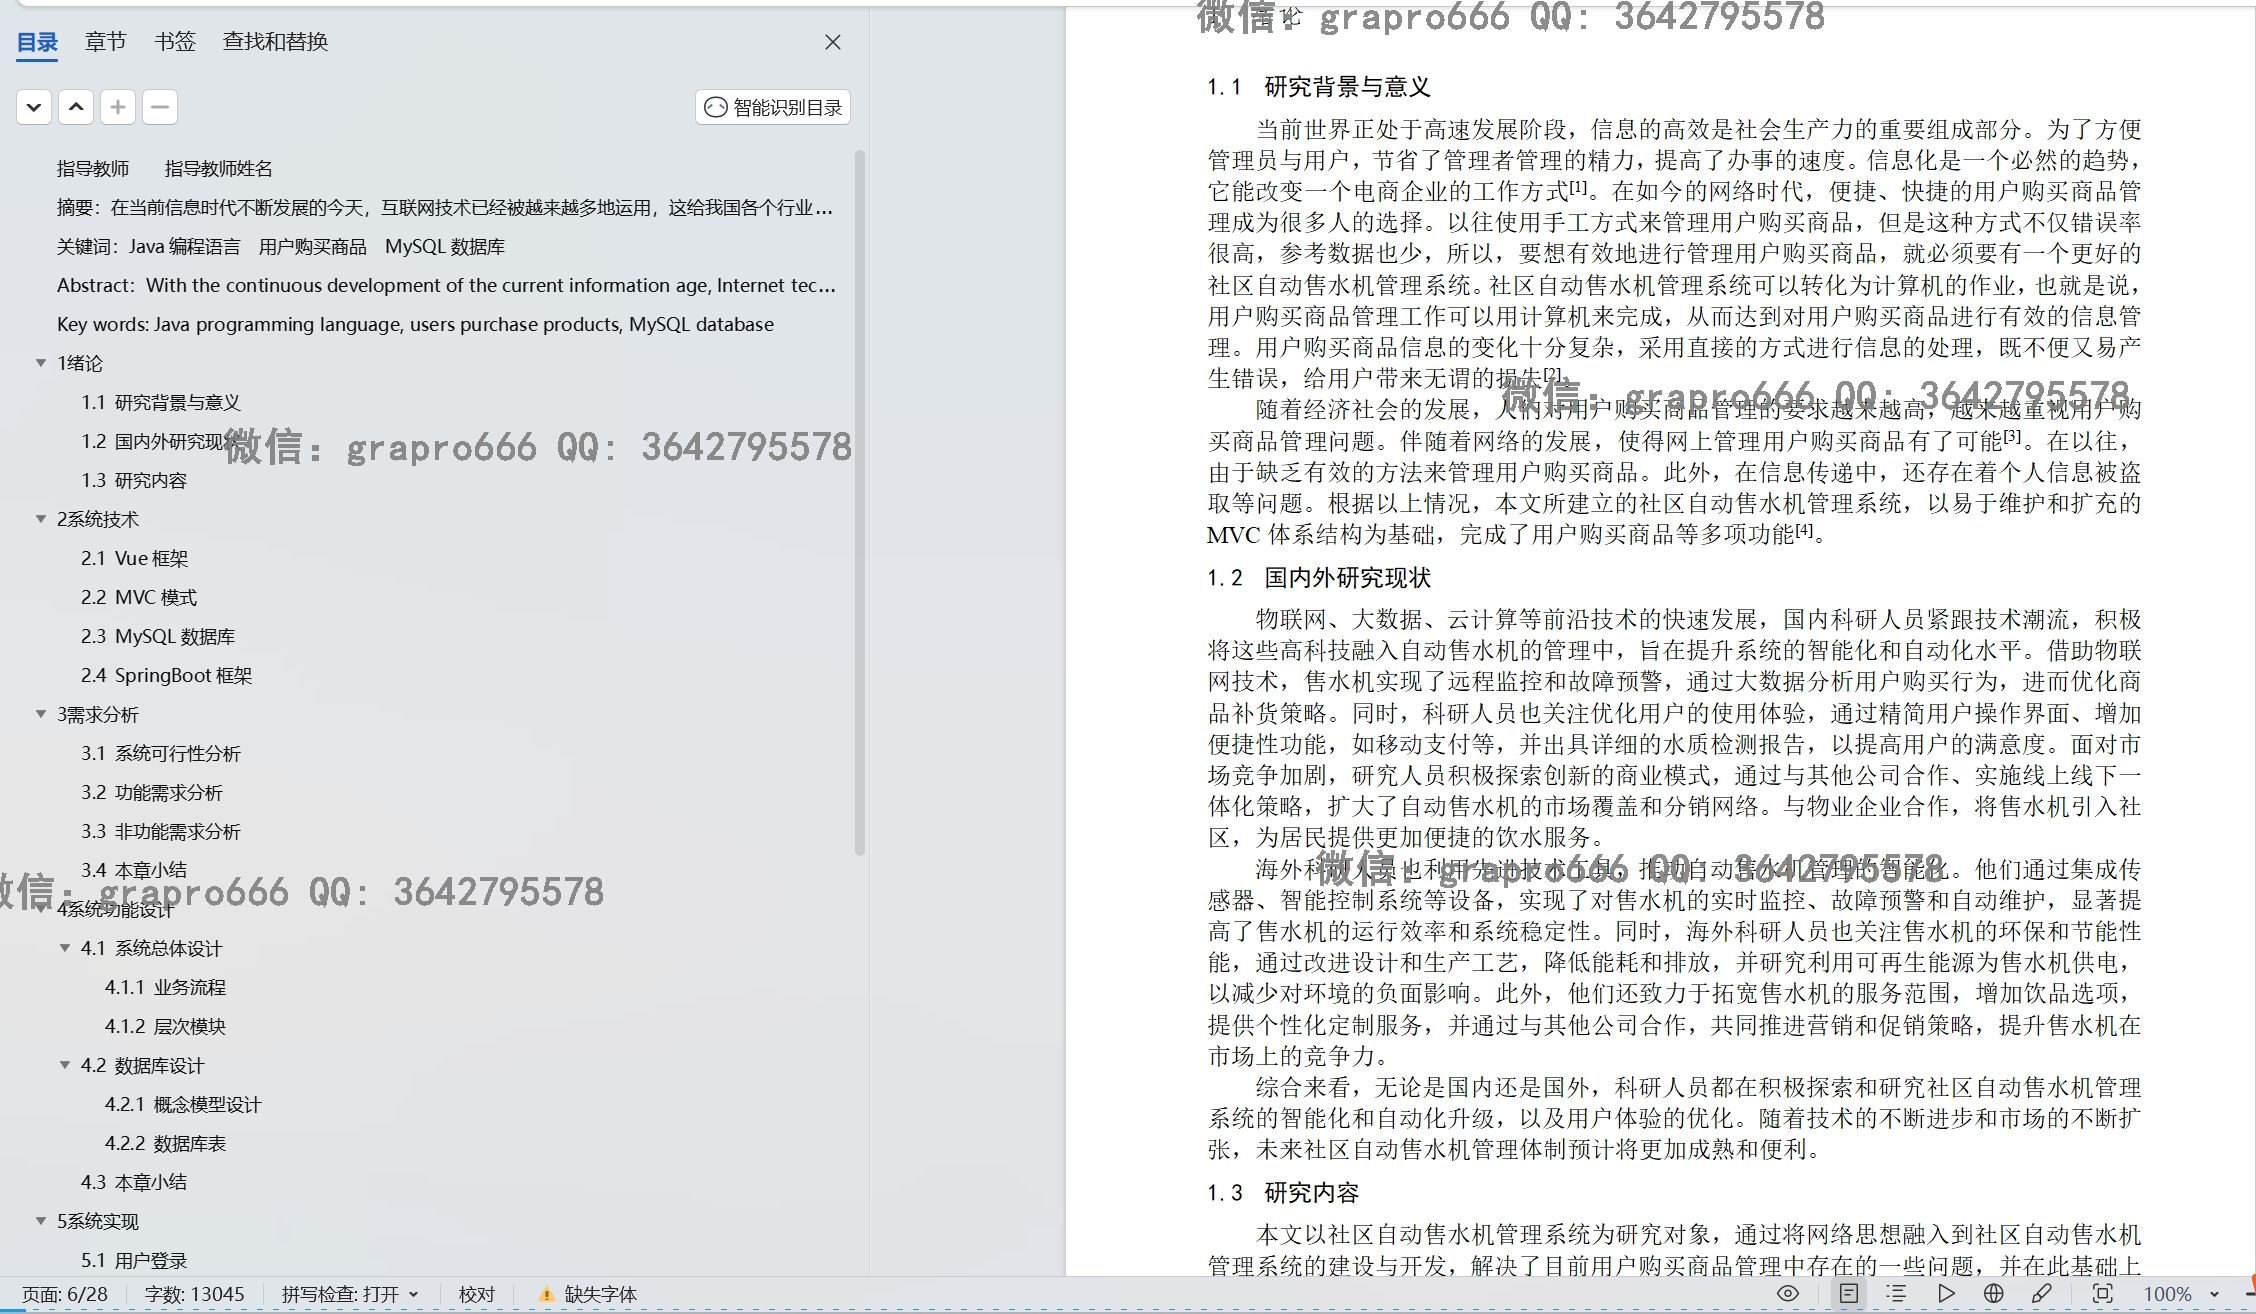 目录 章节 书签 查找和替换
智能识别目录
指导教师 指导教师姓名
摘要：在当前信息时代不断发展的今天，互联网技术已经被越来越多地运用，这给我国各个行业...
关键词：Java 编程语言 用户购买商品 MySQL 数据库
Abstract：With the continuous development of the current information age, Internet tec...
Key words: Java programming language, users purchase products, MySQL database
1绪论
1.1 研究背景与意义
1.2 国内外研究现状
微信：grapro666 QQ: 3642795578
1.3 研究内容
2系统技术
2.1 Vue 框架
2.2 MVC 模式
2.3 MySQL 数据库
2.4 SpringBoot 框架
3需求分析
3.1 系统可行性分析
3.2 功能需求分析
3.3 非功能需求分析
3.4 本章小结
微信：grapro666 QQ: 3642795578
4系统功能设计
4.1 系统总体设计
4.1.1 业务流程
4.1.2 层次模块
4.2 数据库设计
4.2.1 概念模型设计
4.2.2 数据库表
4.3 本章小结
5系统实现
5.1 用户登录
微信：grapro666 QQ: 3642795578
1.1 研究背景与意义
当前世界正处于高速发展阶段，信息的高效是社会生产力的重要组成部分。为了方便
管理员与用户，节省了管理者管理的精力，提高了办事的速度。信息化是一个必然的趋势，
它能改变一个电商企业的工作方式[1]。在如今的网络时代，便捷、快捷的用户购买商品管
理成为很多人的选择。以往使用手工方式来管理用户购买商品，但是这种方式不仅错误率
很高，参考数据也少，所以，要想有效地进行管理用户购买商品，就必须要有一个更好的
社区自动售水机管理系统。社区自动售水机管理系统可以转化为计算机的作业，也就是说，
用户购买商品管理工作可以用计算机来完成，从而达到对用户购买商品进行有效的信息管
理。用户购买商品信息的变化十分复杂，采用直接的方式进行信息的处理，既不便又易产
生错误，给用户带来无谓的损失[2]。
微信：grapro666 QQ: 3642795578
随着经济社会的发展，人们对用户购买商品管理的要求越来越高，越来越重视用户购
买商品管理问题。伴随着网络的发展，使得网上管理用户购买商品有了可能[3]。在以往，
由于缺乏有效的方法来管理用户购买商品。此外，在信息传递中，还存在着个人信息被盗
取等问题。根据以上情况，本文所建立的社区自动售水机管理系统，以易于维护和扩充的
MVC 体系结构为基础，完成了用户购买商品等多项功能[4]。
1.2 国内外研究现状
物联网、大数据、云计算等前沿技术的快速发展，国内科研人员紧跟技术潮流，积极
将这些高科技融入自动售水机的管理中，旨在提升系统的智能化和自动化水平。借助物联
网技术，售水机实现了远程监控和故障预警，通过大数据分析用户购买行为，进而优化商
品补货策略。同时，科研人员也关注优化用户的使用体验，通过精简用户操作界面、增加
便捷性功能，如移动支付等，并出具详细的水质检测报告，以提高用户的满意度。面对市
场竞争加剧，研究人员积极探索创新的商业模式，通过与其他公司合作、实施线上线下一
体化策略，扩大了自动售水机的市场覆盖和分销网络。与物业企业合作，将售水机引入社
区，为居民提供更加便捷的饮水服务。
微信：grapro666 QQ: 3642795578
海外科研人员也利用先进技术工具，推动自动售水机管理的智能化。他们通过集成传
感器、智能控制系统等设备，实现了对售水机的实时监控、故障预警和自动维护，显著提
高了售水机的运行效率和系统稳定性。同时，海外科研人员也关注售水机的环保和节能性
能，通过改进设计和生产工艺，降低能耗和排放，并研究利用可再生能源为售水机供电，
以减少对环境的负面影响。此外，他们还致力于拓宽售水机的服务范围，增加饮品选项，
提供个性化定制服务，并通过与其他公司合作，共同推进营销和促销策略，提升售水机在
市场上的竞争力。
综合来看，无论是国内还是国外，科研人员都在积极探索和研究社区自动售水机管理
系统的智能化和自动化升级，以及用户体验的优化。随着技术的不断进步和市场的不断扩
张，未来社区自动售水机管理体制预计将更加成熟和便利。
1.3 研究内容
本文以社区自动售水机管理系统为研究对象，通过将网络思想融入到社区自动售水机
管理系统的建设与开发，解决了目前用户购买商品管理中存在的一些问题，并在此基础上
页面: 6/28 字数: 13045 拼写检查: 打开 校对 缺失字体 100%